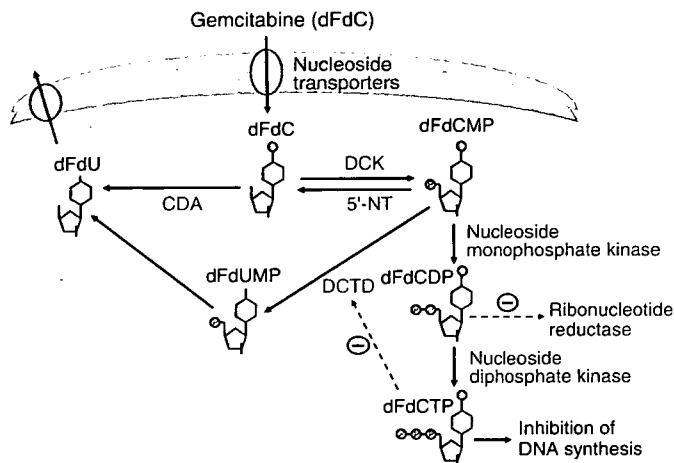 Gemcitabine (dFdC)
Nucleoside
transporters
dFdC
dFdCMP
dFdU
DCK
CDA
5'-NT
Nucleoside
monophosphate kinase
dFdUMP
DCTD
dFdCDP
Ribonucleotide
reductase
Nucleoside
diphosphate kinase
dFdCTP
Inhibition of
DNA synthesis